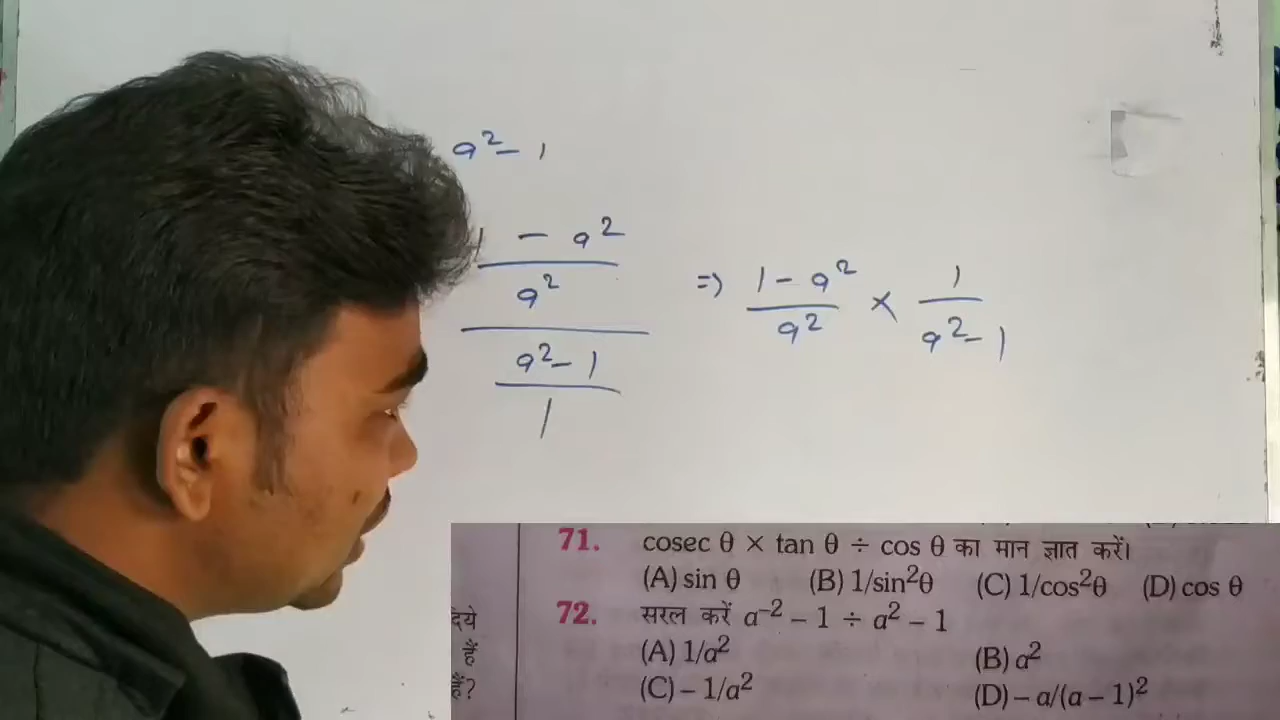 a² - 1
1 - a²
a²
a² - 1
1
=> 1 - a² / a² × 1 / a² - 1
71. cosec θ × tan θ ÷ cos θ का मान ज्ञात करें।
(A) sin θ (B) 1/sin²θ (C) 1/cos²θ (D) cos θ
72. सरल करें a⁻² – 1 ÷ a² – 1
(A) 1/a² (B) a²
(C) – 1/a² (D) – a/(a – 1)²
हैं
हैं?